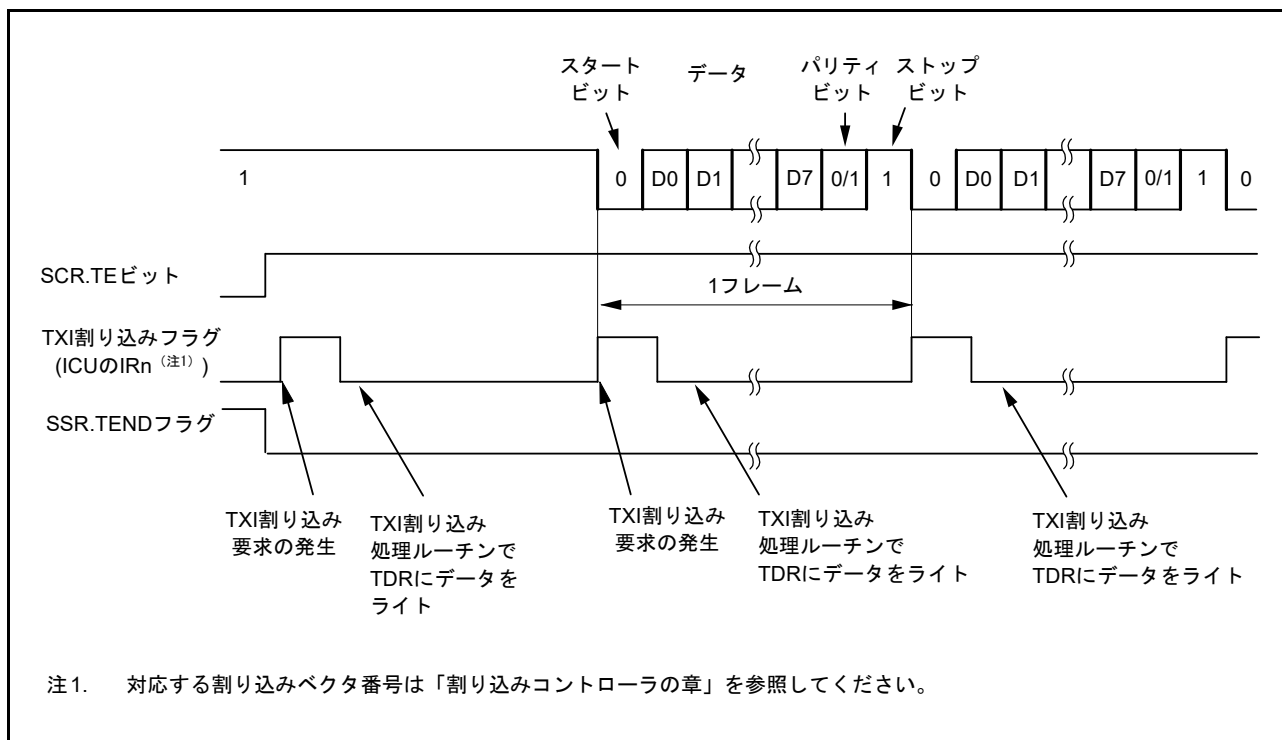 スタート
ビット
データ
パリティ
ビット
ストップ
ビット
1
0 D0 D1 D7 0/1 1 0 D0 D1 D7 0/1 1 0
SCR.TEビット
1フレーム
TXI割り込みフラグ
(ICUのIRn（注1）)
SSR.TENDフラグ
TXI割り込み
要求の発生
TXI割り込み
処理ルーチンで
TDRにデータを
ライト
TXI割り込み
要求の発生
TXI割り込み
処理ルーチンで
TDRにデータをライト
TXI割り込み
処理ルーチンで
TDRにデータをライト
注1. 対応する割り込みベクタ番号は「割り込みコントローラの章」を参照してください。